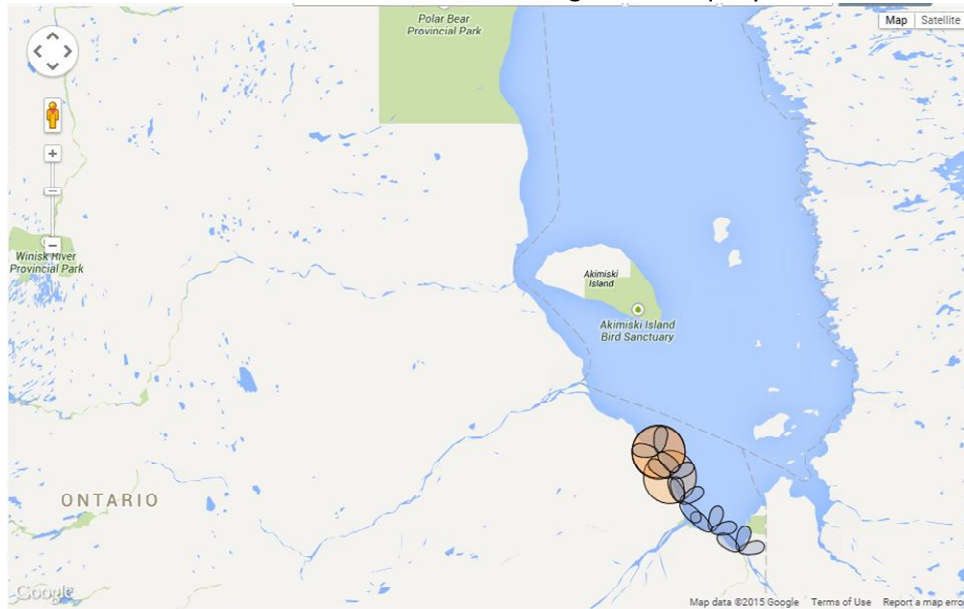 Polar Bear
Provincial Park
Map
Satellite
+
Winisk River
Provincial Park
Akimiski
Island
Akimiski Island
Bird Sanctuary
ONTARIO
Google
Map data ©2015 Google
Terms of Use
Report a map error